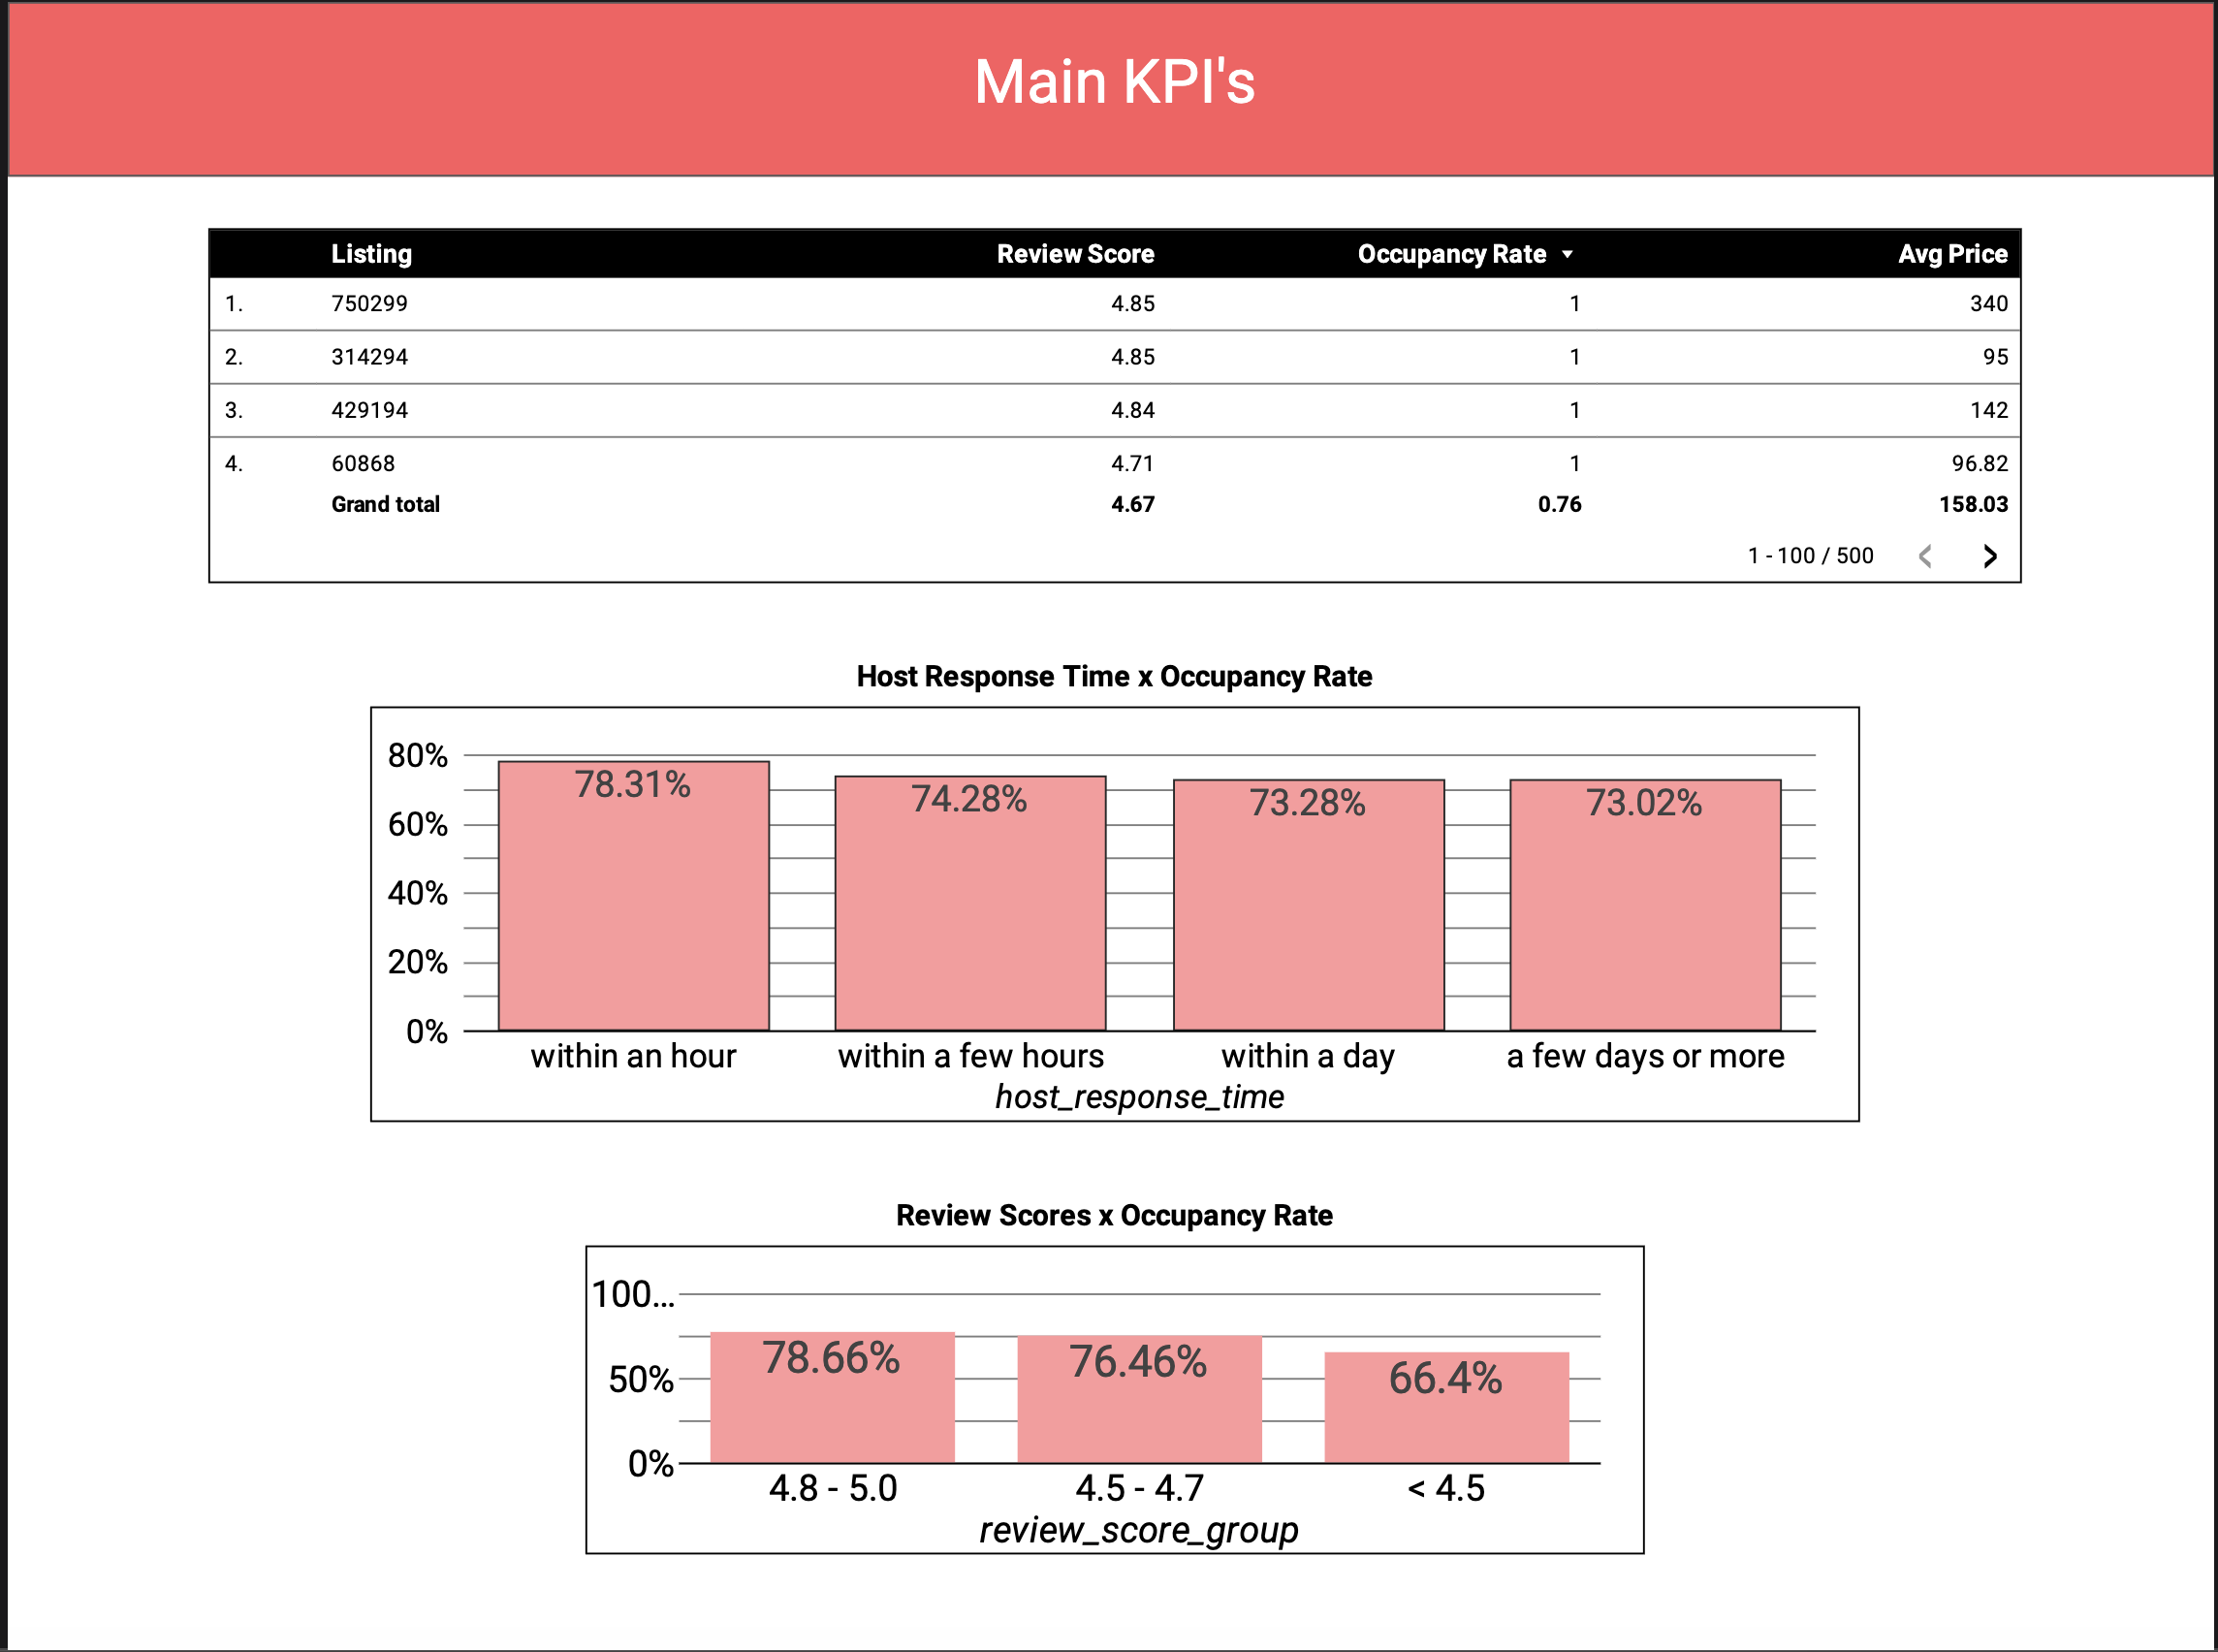 Main KPI's
Listing Review Score Occupancy Rate Avg Price
1. 750299 4.85 1 340
2. 314294 4.85 1 95
3. 429194 4.84 1 142
4. 60868 4.71 1 96.82
Grand total 4.67 0.76 158.03
1 - 100 / 500
Host Response Time x Occupancy Rate
80%
60%
40%
20%
0%
78.31% 74.28% 73.28% 73.02%
within an hour within a few hours within a day a few days or more
host_response_time
Review Scores x Occupancy Rate
100...
50%
0%
78.66% 76.46% 66.4%
4.8 - 5.0 4.5 - 4.7 < 4.5
review_score_group